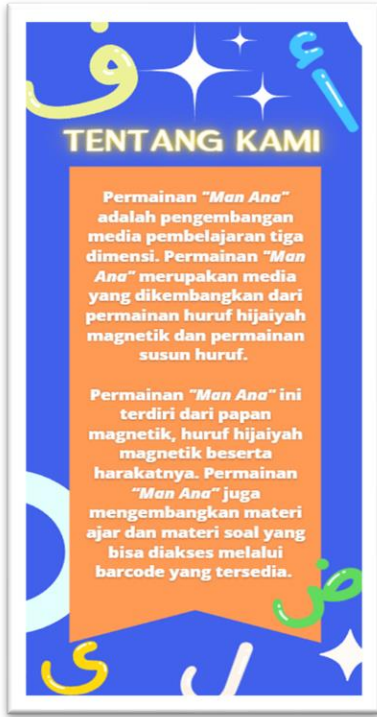 ف
أ
TENTANG KAMI
Permainan "Man Ana"
adalah pengembangan
media pembelajaran tiga
dimensi. Permainan "Man
Ana" merupakan media
yang dikembangkan dari
permainan huruf hijaiyah
magnetik dan permainan
susun huruf.
Permainan "Man Ana" ini
terdiri dari papan
magnetik, huruf hijaiyah
magnetik beserta
harakatnya. Permainan
"Man Ana" juga
mengembangkan materi
ajar dan materi soal yang
bisa diakses melalui
barcode yang tersedia.
ض
ي
ل